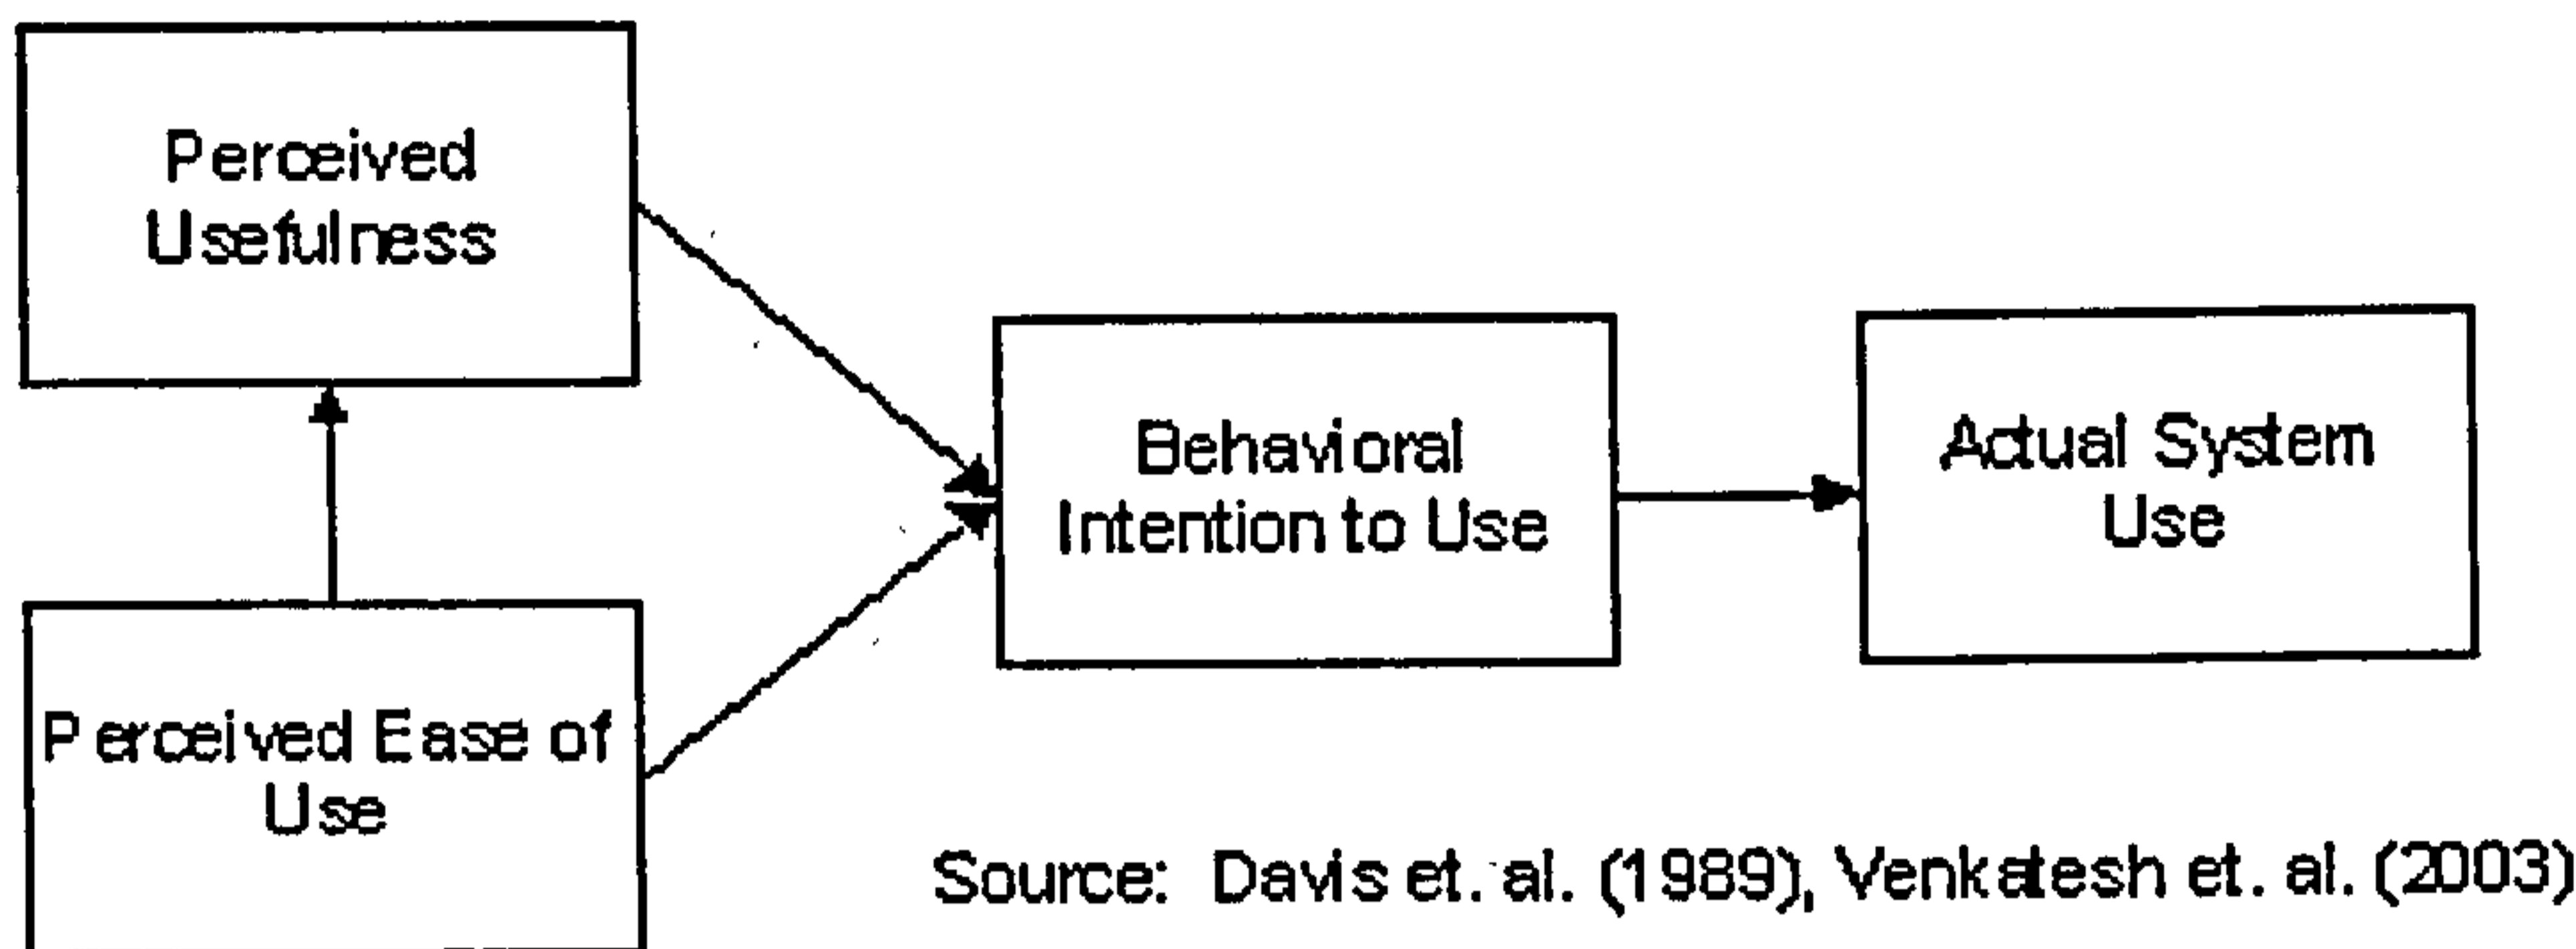 Perceived
Usefulness
Behavioral
Intention to Use
Actual System
Use
Perceived Ease of
Use
Source: Davis et. al. (1989), Venkatesh et. al. (2003)